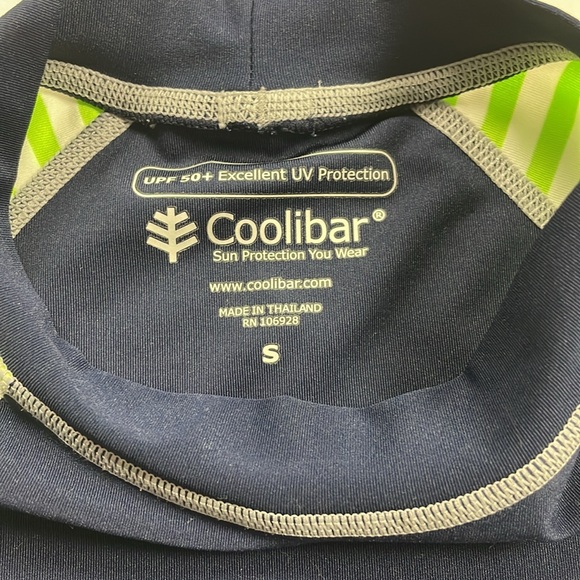 UPF 50+ Excellent UV Protection
Coolibar®
Sun Protection You Wear
www.coolibar.com
MADE IN THAILAND
RN 106928
S